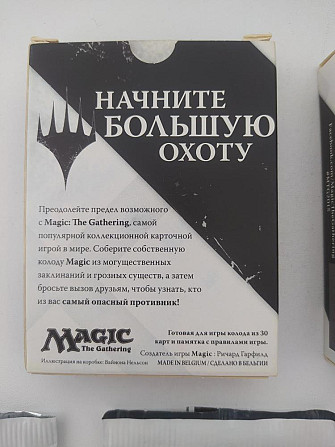 НАЧНИТЕ
БОЛЬШУЮ
ОХОТУ
Преодолейте предел возможного
с Magic: The Gathering, самой
популярной коллекционной карточной
игрой в мире. Соберите собственную
колоду Magic из могущественных
заклинаний и грозных существ, а затем
бросьте вызов друзьям, чтобы узнать, кто
из вас самый опасный противник!
MAGIC
The Gathering
Готовая для игры колода из 30
карт и памятка с правилами игры.
Создатель игры Magic : Ричард Гарфилд
Иллюстрация на коробке: Вайнона Нельсон
MADE IN BELGIUM / СДЕЛАНО В БЕЛЬГИИ